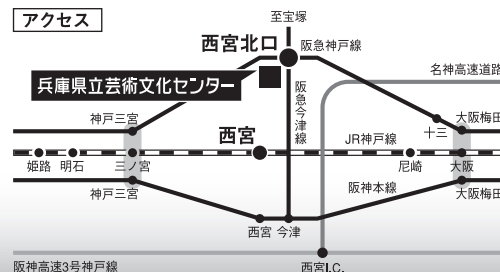 アクセス
至宝塚
西宮北口
阪急神戸線
兵庫県立芸術文化センター
名神高速道路
阪急今津線
神戸三宮
十三
大阪梅田
西宮
JR神戸線
姫路
明石
三ノ宮
尼崎
大阪
神戸三宮
阪神本線
大阪梅田
西宮
今津
阪神高速3号神戸線
西宮I.C.